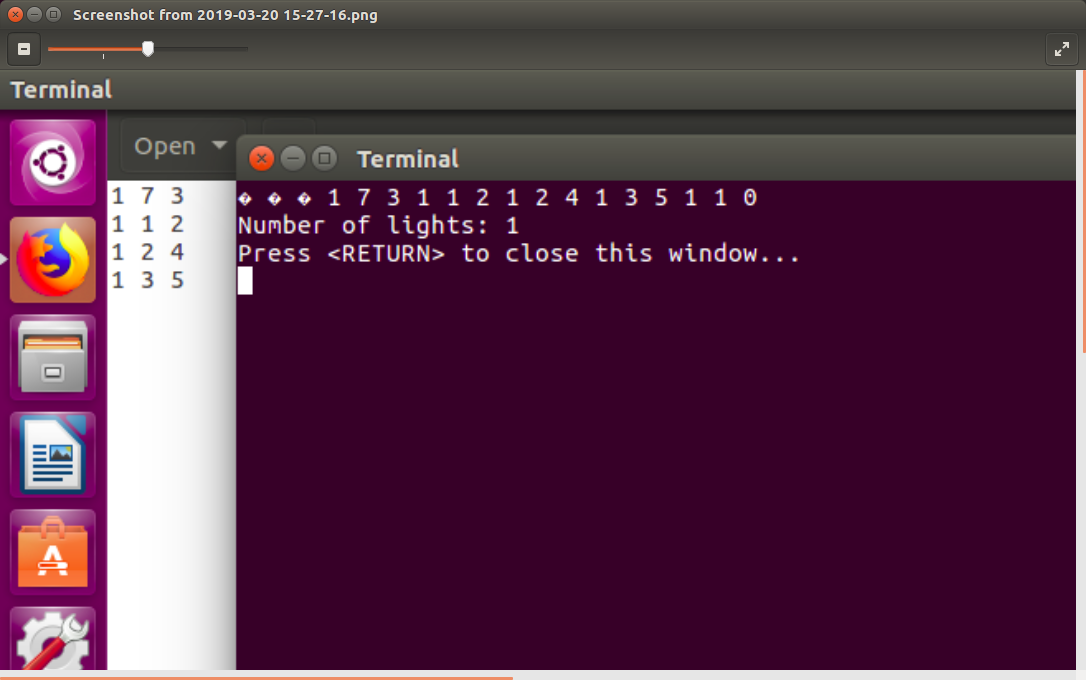 Screenshot from 2019-03-20 15-27-16.png
Terminal
Open
Terminal
1 7 3
1 1 2
1 2 4
1 3 5
� � � 1 7 3 1 1 2 1 2 4 1 3 5 1 1 0
Number of lights: 1
Press <RETURN> to close this window...